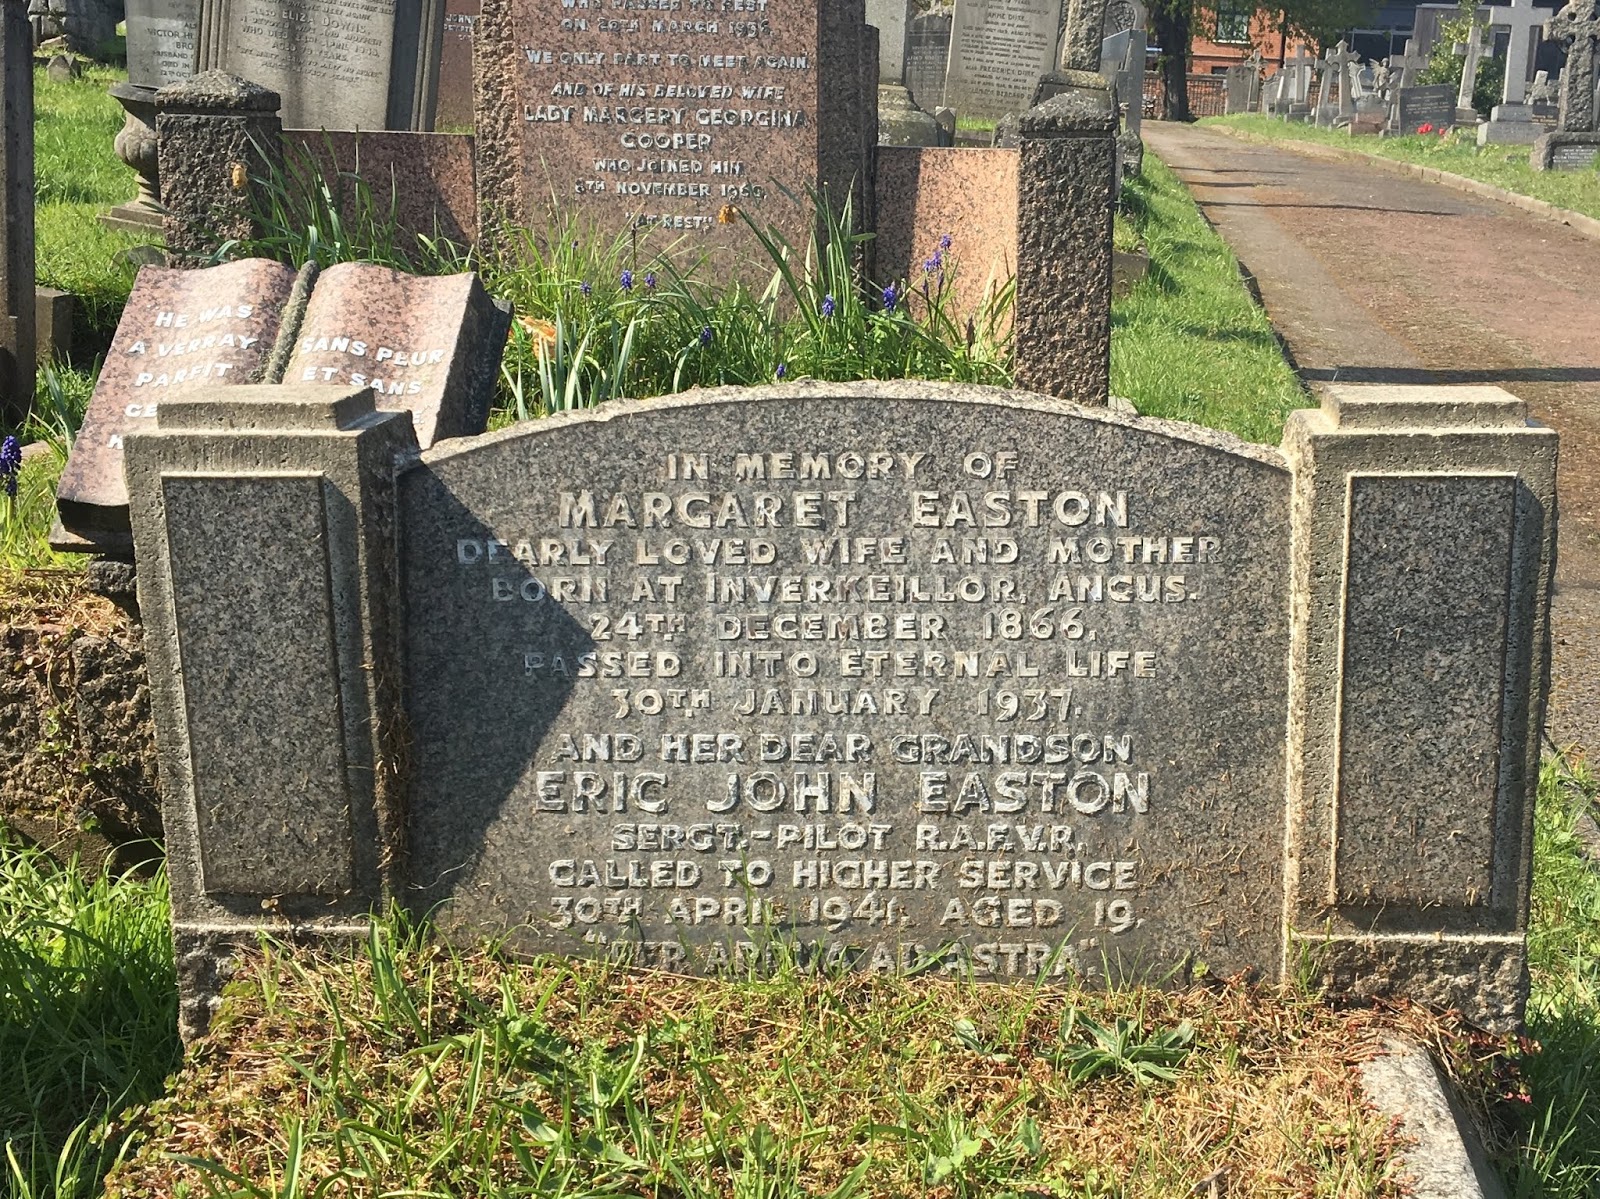 WHO PASSED TO REST
WE ONLY PART TO MEET AGAIN.
AND OF HIS BELOVED WIFE
LADY MARGERY GEORGINA
COOPER
WHO JOINED HIM
8TH NOVEMBER
"AT REST"
HE WAS
A VERRAY
PARFIT
SANS PEUR
ET SANS
IN MEMORY OF
MARGARET EASTON
DEARLY LOVED WIFE AND MOTHER
BORN AT INVERKEILLOR, ANGUS.
24TH DECEMBER 1866,
PASSED INTO ETERNAL LIFE
30TH JANUARY 1937.
AND HER DEAR GRANDSON
ERIC JOHN EASTON
SERGT.-PILOT R.A.F.V.R.
CALLED TO HIGHER SERVICE
30TH APRIL 1941. AGED 19.
"PER ARDUA AD ASTRA".